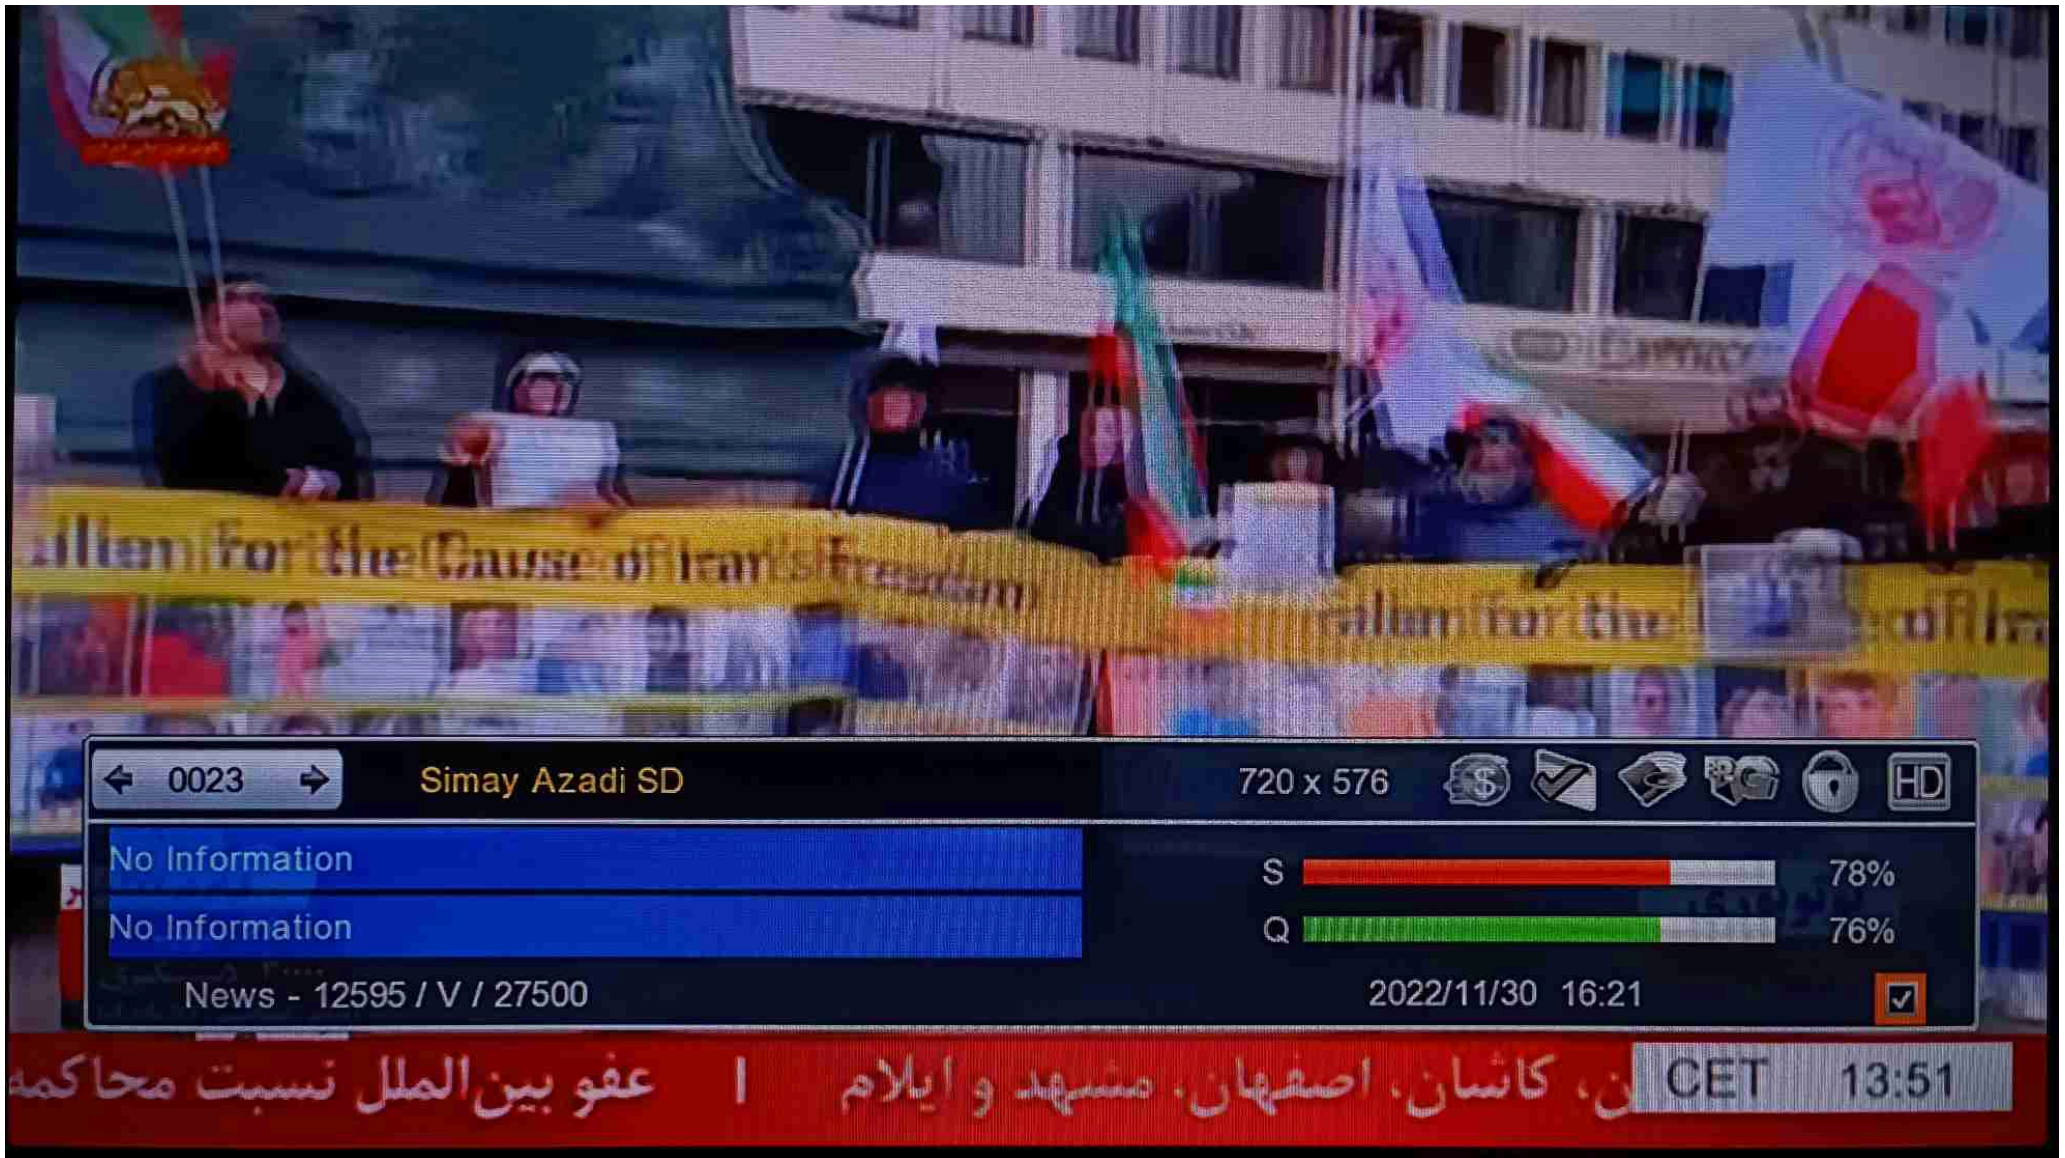 for the Cause of Iran's Freedom
for the
0023
Simay Azadi SD
720 x 576
HD
No Information
S
78%
No Information
Q
76%
News - 12595 / V / 27500
2022/11/30 16:21
ن، کاشان، اصفهان، مشهد و ایلام | عفو بین‌الملل نسبت محاکمه
CET 13:51